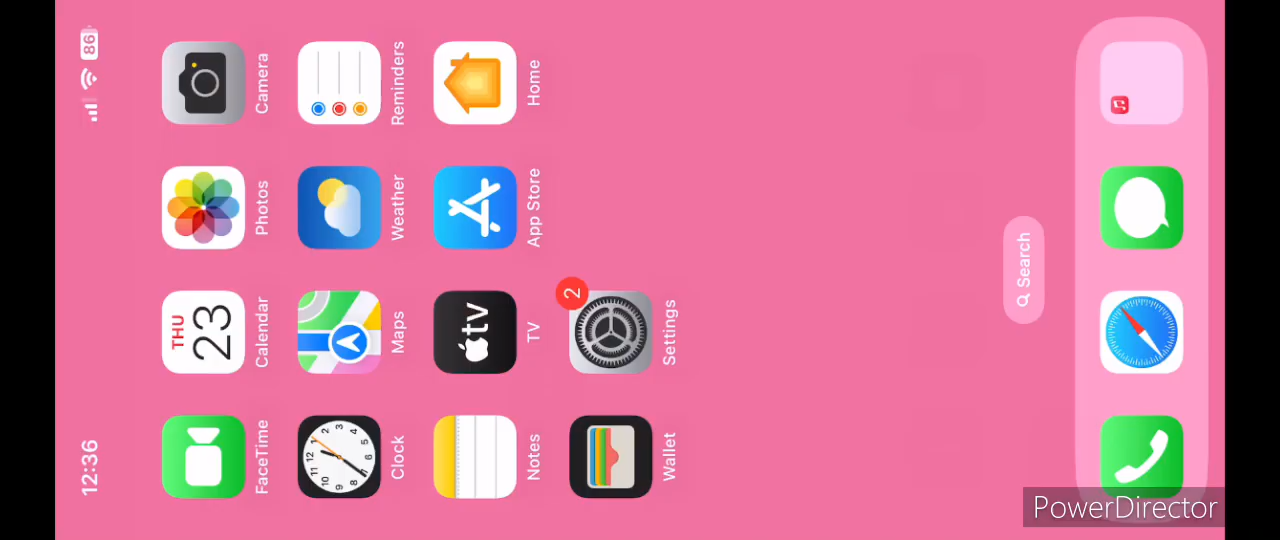 12:36
86
FaceTime
THU
23
Calendar
Photos
Camera
Clock
Maps
Weather
Reminders
Notes
tv
TV
App Store
Home
Wallet
2
Settings
Search
PowerDirector